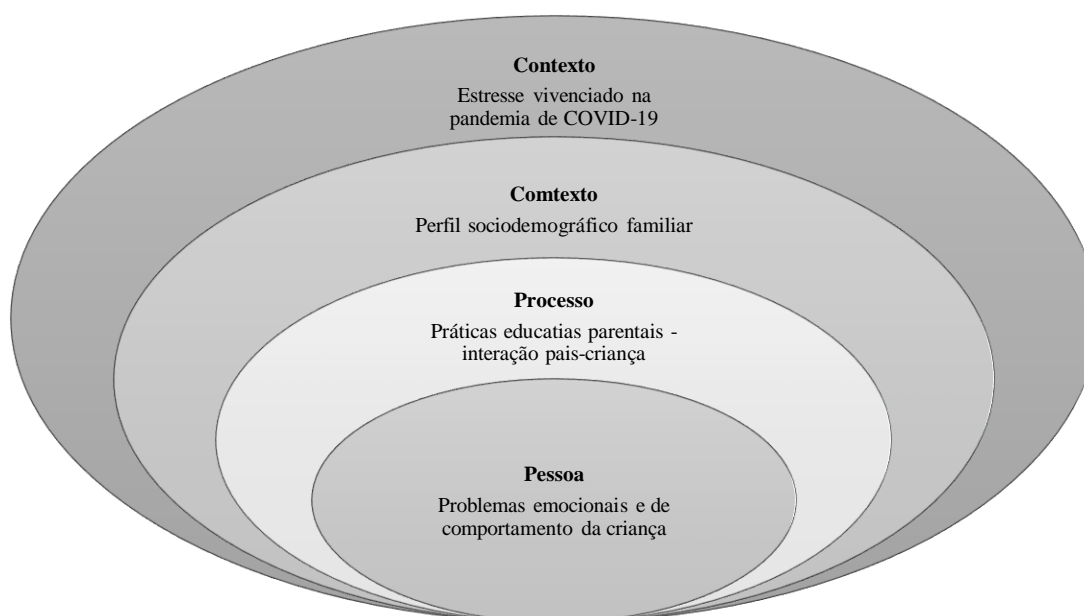 Contexto
Estresse vivenciado na
pandemia de COVID-19
Comtexto
Perfil sociodemográfico familiar
Processo
Práticas educatias parentais -
interação pais-criança
Pessoa
Problemas emocionais e de
comportamento da criança